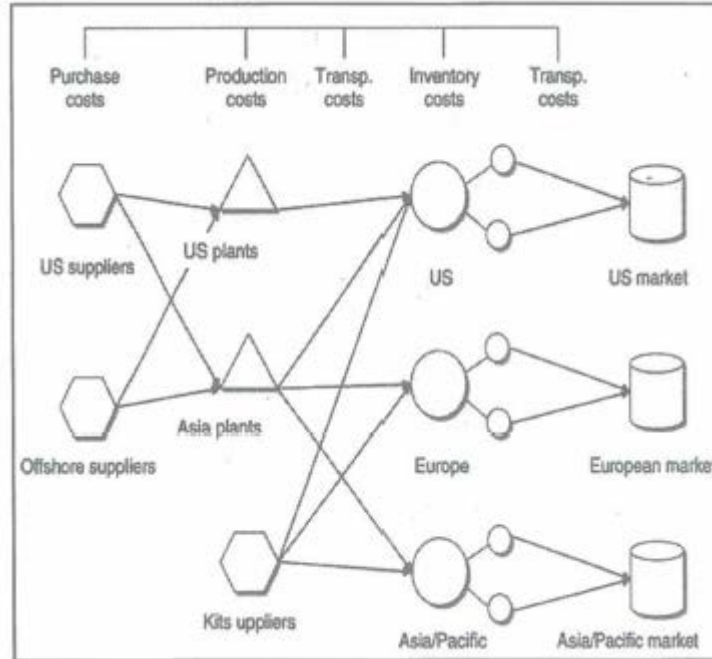 Purchase costs
Production costs
Transp. costs
Inventory costs
Transp. costs
US suppliers
US plants
US
US market
Offshore suppliers
Asia plants
Europe
European market
Kits uppliers
Asia/Pacific
Asia/Pacific market